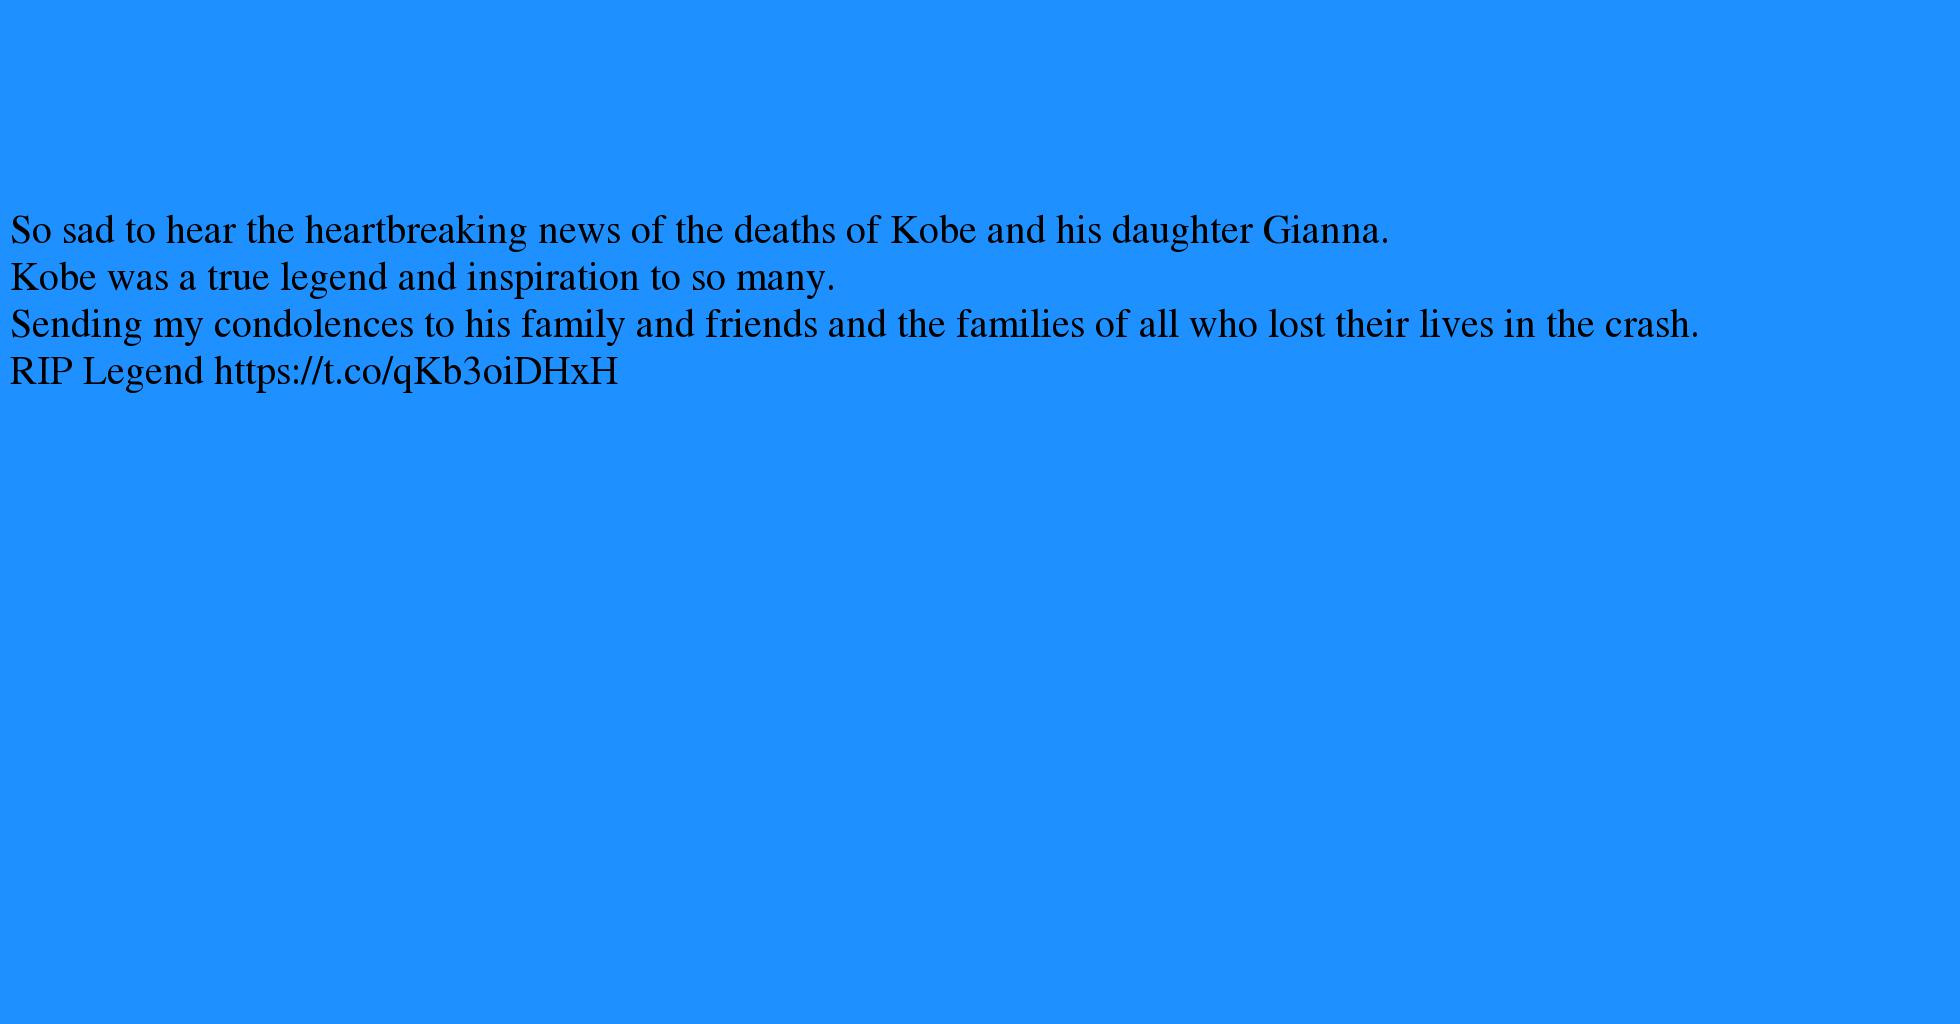 So sad to hear the heartbreaking news of the deaths of Kobe and his daughter Gianna.
Kobe was a true legend and inspiration to so many.
Sending my condolences to his family and friends and the families of all who lost their lives in the crash.
RIP Legend https://t.co/qKb3oiDHxH